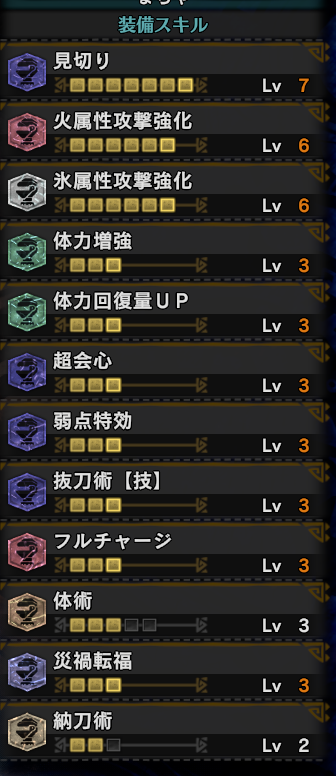 装備スキル
見切り
Lv 7
火属性攻撃強化
Lv 6
氷属性攻撃強化
Lv 6
体力増強
Lv 3
体力回復量UP
Lv 3
超会心
Lv 3
弱点特効
Lv 3
抜刀術【技】
Lv 3
フルチャージ
Lv 3
体術
Lv 3
災禍転福
Lv 3
納刀術
Lv 2